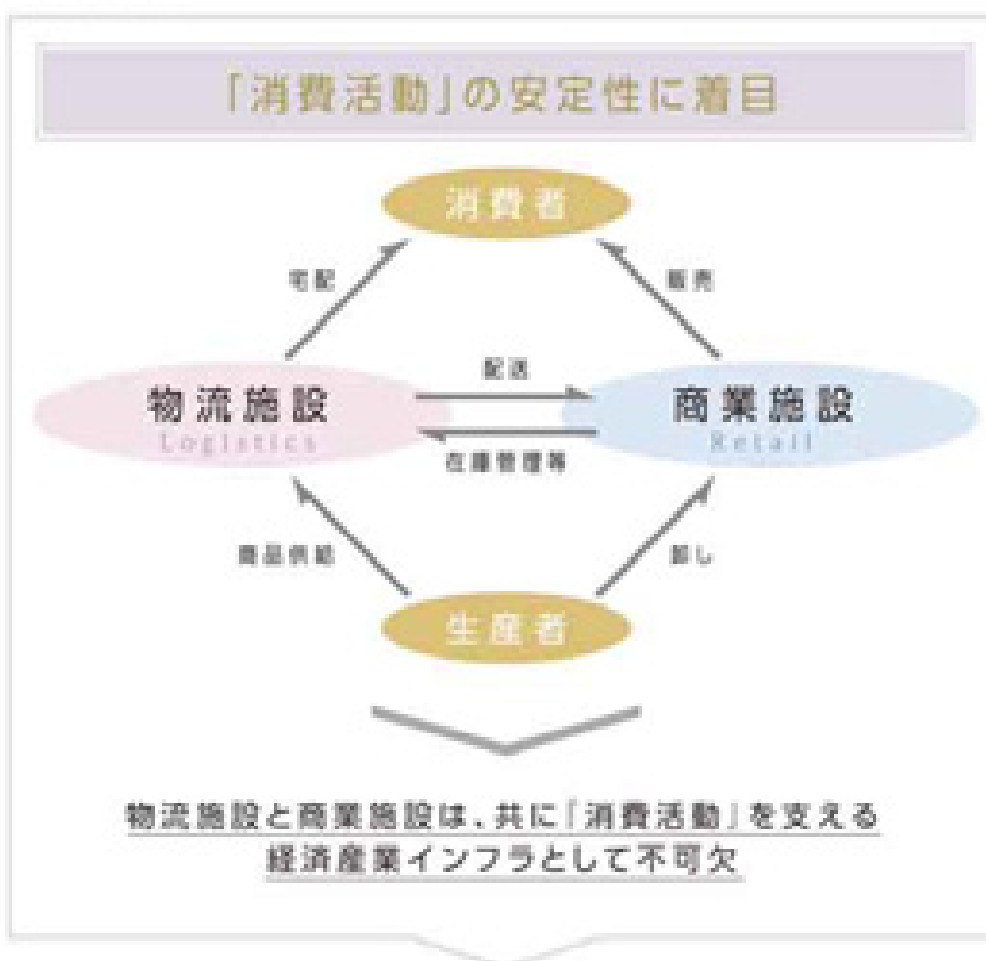 「消費活動」の安定性に着目
消費者
宅配
販売
配送
物流施設
Logistics
商業施設
Retail
在庫管理等
商品供給
卸し
生産者
物流施設と商業施設は、共に「消費活動」を支える
経済産業インフラとして不可欠